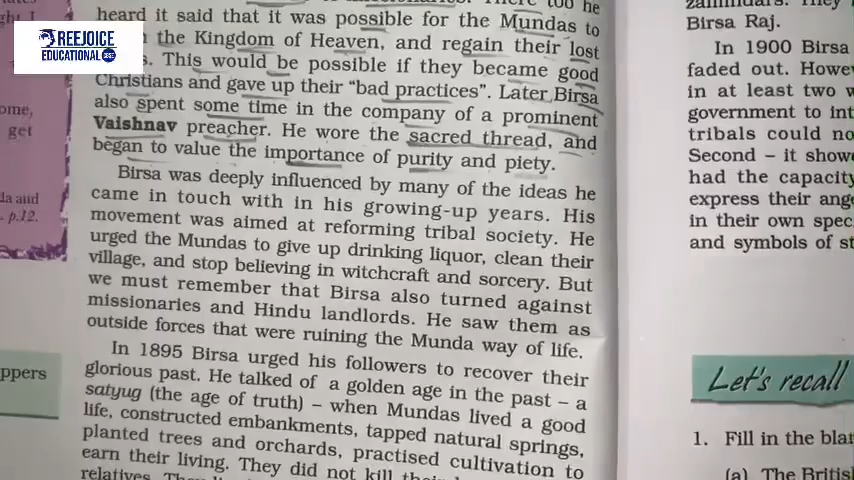 REEJOICE
EDUCATIONAL
too he
heard it said that it was possible for the Mundas to
the Kingdom of Heaven, and regain their lost
This would be possible if they became good
Christians and gave up their “bad practices”. Later Birsa
also spent some time in the company of a prominent
Vaishnav preacher. He wore the sacred thread, and
began to value the importance of purity and piety.
Birsa was deeply influenced by many of the ideas he
came in touch with in his growing-up years. His
movement was aimed at reforming tribal society. He
urged the Mundas to give up drinking liquor, clean their
village, and stop believing in witchcraft and sorcery. But
we must remember that Birsa also turned against
missionaries and Hindu landlords. He saw them as
outside forces that were ruining the Munda way of life.
In 1895 Birsa urged his followers to recover their
glorious past. He talked of a golden age in the past – a
satyug (the age of truth) – when Mundas lived a good
life, constructed embankments, tapped natural springs,
planted trees and orchards, practised cultivation to
earn their living. They did not kill their
relatives. They
ome,
get
da and
p.12.
ppers
Birsa Raj.
In 1900 Birsa
faded out. Howe
in at least two w
government to int
tribals could no
Second – it show
had the capacity
express their ang
in their own spec
and symbols of st
Let's recall
1. Fill in the blan
(a) The British